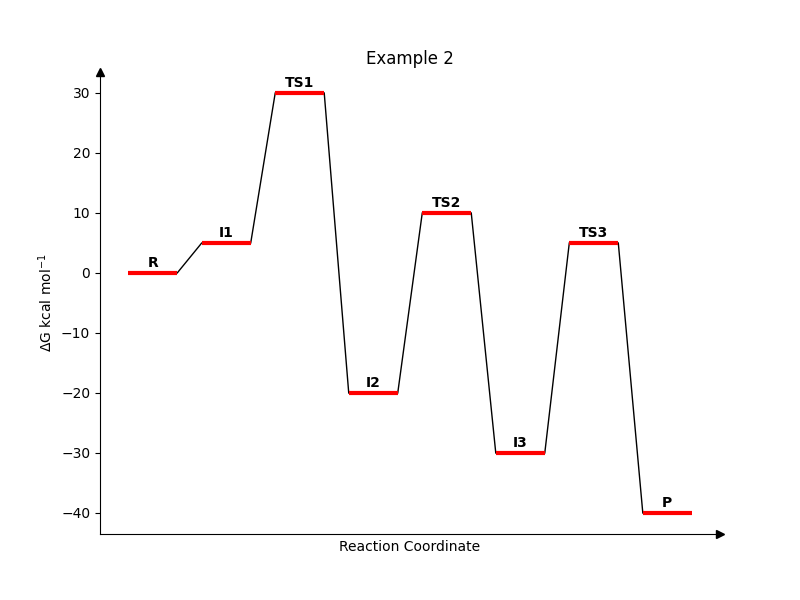 Example 2
TS1
30
20
TS2
10
I1
TS3
R
0
ΔG kcal mol⁻¹
−10
I2
−20
I3
−30
P
−40
Reaction Coordinate